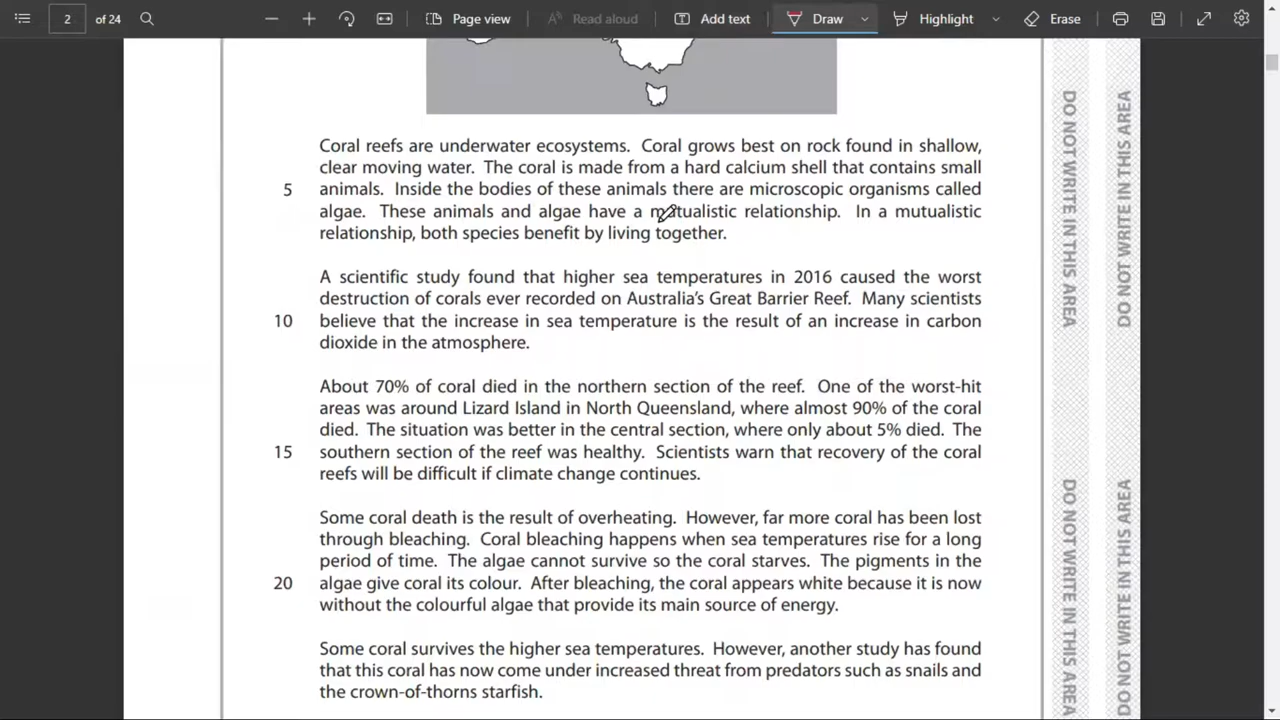 2
of 24
Page view
Read aloud
Add text
Draw
Highlight
Erase
Coral reefs are underwater ecosystems. Coral grows best on rock found in shallow,
clear moving water. The coral is made from a hard calcium shell that contains small
5 animals. Inside the bodies of these animals there are microscopic organisms called
algae. These animals and algae have a mutualistic relationship. In a mutualistic
relationship, both species benefit by living together.
A scientific study found that higher sea temperatures in 2016 caused the worst
destruction of corals ever recorded on Australia's Great Barrier Reef. Many scientists
10 believe that the increase in sea temperature is the result of an increase in carbon
dioxide in the atmosphere.
About 70% of coral died in the northern section of the reef. One of the worst-hit
areas was around Lizard Island in North Queensland, where almost 90% of the coral
died. The situation was better in the central section, where only about 5% died. The
15 southern section of the reef was healthy. Scientists warn that recovery of the coral
reefs will be difficult if climate change continues.
Some coral death is the result of overheating. However, far more coral has been lost
through bleaching. Coral bleaching happens when sea temperatures rise for a long
period of time. The algae cannot survive so the coral starves. The pigments in the
20 algae give coral its colour. After bleaching, the coral appears white because it is now
without the colourful algae that provide its main source of energy.
Some coral survives the higher sea temperatures. However, another study has found
that this coral has now come under increased threat from predators such as snails and
the crown-of-thorns starfish.
DO NOT WRITE IN THIS AREA
DO NOT WRITE IN THIS AREA
DO NOT WRITE IN THIS AREA
DO NOT WRITE IN THIS AREA